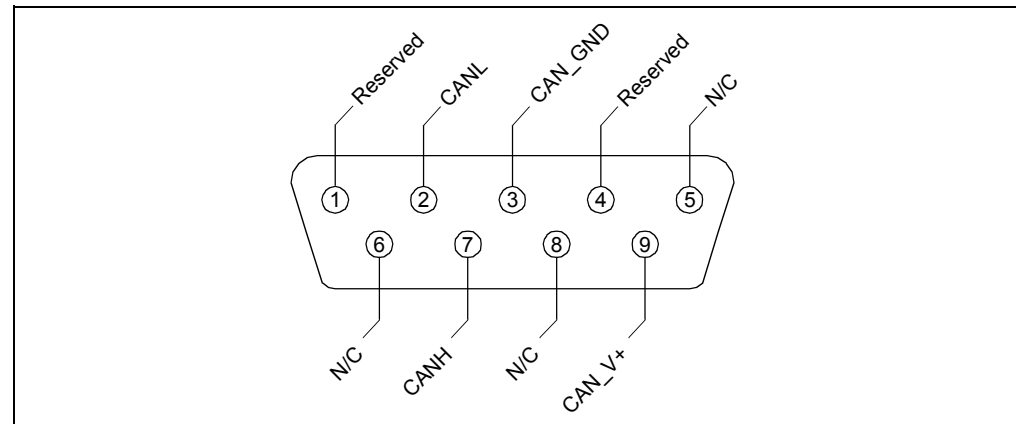 Reserved
CANL
CAN_GND
Reserved
N/C
1
2
3
4
5
6
7
8
9
N/C
CANH
N/C
CAN_V+